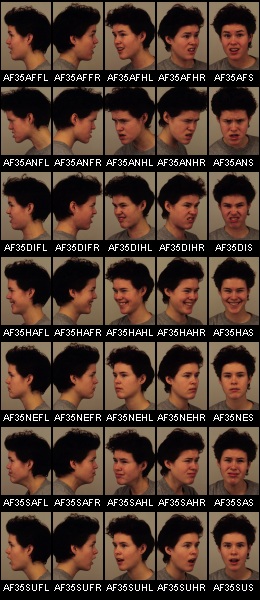 AF35AFFL AF35AFFR AF35AFHL AF35AFHR AF35AFS
AF35ANFL AF35ANFR AF35ANHL AF35ANHR AF35ANS
AF35DIFL AF35DIFR AF35DIHL AF35DIHR AF35DIS
AF35HAFL AF35HAFR AF35HAHL AF35HAHR AF35HAS
AF35NEFL AF35NEFR AF35NEHL AF35NEHR AF35NES
AF35SAFL AF35SAFR AF35SAHL AF35SAHR AF35SAS
AF35SUFL AF35SUFR AF35SUHL AF35SUHR AF35SUS